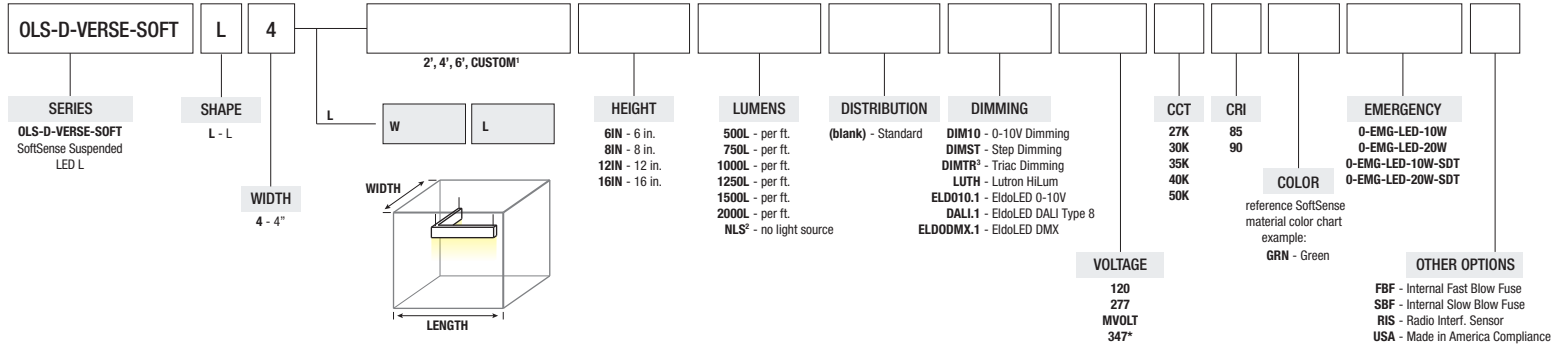 OLS-D-VERSE-SOFT L 4
2', 4', 6', CUSTOM¹
SERIES
OLS-D-VERSE-SOFT
SoftSense Suspended
LED L
SHAPE
L - L
WIDTH
4 - 4"
L
W
L
WIDTH
LENGTH
HEIGHT
6IN - 6 in.
8IN - 8 in.
12IN - 12 in.
16IN - 16 in.
LUMENS
500L - per ft.
750L - per ft.
1000L - per ft.
1250L - per ft.
1500L - per ft.
2000L - per ft.
NLS² - no light source
DISTRIBUTION
(blank) - Standard
DIMMING
DIM10 - 0-10V Dimming
DIMST - Step Dimming
DIMTR³ - Triac Dimming
LUTH - Lutron HiLum
ELD010.1 - EldoLED 0-10V
DALI.1 - EldoLED DALI Type 8
ELDODMX.1 - EldoLED DMX
VOLTAGE
120
277
MVOLT
347*
CCT
27K
30K
35K
40K
50K
CRI
85
90
COLOR
reference SoftSense
material color chart
example:
GRN - Green
EMERGENCY
0-EMG-LED-10W
0-EMG-LED-20W
0-EMG-LED-10W-SDT
0-EMG-LED-20W-SDT
OTHER OPTIONS
FBF - Internal Fast Blow Fuse
SBF - Internal Slow Blow Fuse
RIS - Radio Interf. Sensor
USA - Made in America Compliance